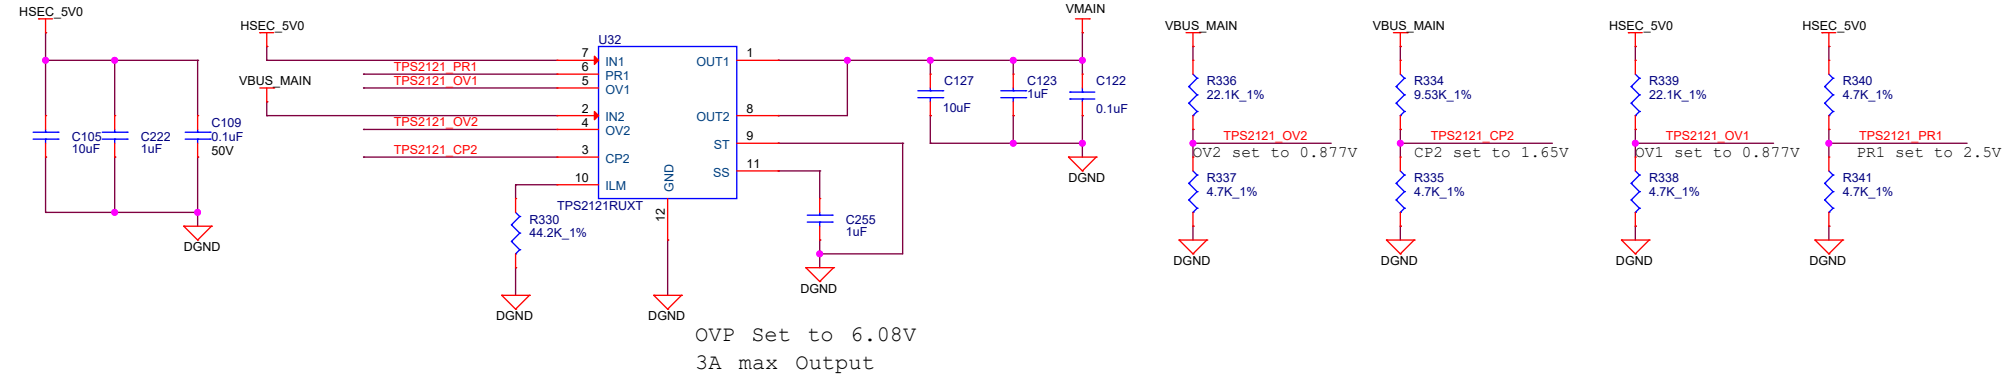 HSEC_5V0
C105
10uF
C222
1uF
C109
0.1uF
50V
DGND
HSEC_5V0
VBUS_MAIN
TPS2121_PR1
TPS2121_OV1
TPS2121_OV2
TPS2121_CP2
U32
7
IN1
6
PR1
5
OV1
2
IN2
4
OV2
3
CP2
10
ILM
GND
12
OUT1
1
OUT2
8
ST
9
SS
11
TPS2121RUXT
R330
44.2K_1%
DGND
DGND
C255
1uF
DGND
VMAIN
C127
10uF
C123
1uF
C122
0.1uF
DGND
OVP Set to 6.08V
3A max Output
VBUS_MAIN
R336
22.1K_1%
TPS2121_OV2
OV2 set to 0.877V
R337
4.7K_1%
DGND
VBUS_MAIN
R334
9.53K_1%
TPS2121_CP2
CP2 set to 1.65V
R335
4.7K_1%
DGND
HSEC_5V0
R339
22.1K_1%
TPS2121_OV1
OV1 set to 0.877V
R338
4.7K_1%
DGND
HSEC_5V0
R340
4.7K_1%
TPS2121_PR1
PR1 set to 2.5V
R341
4.7K_1%
DGND